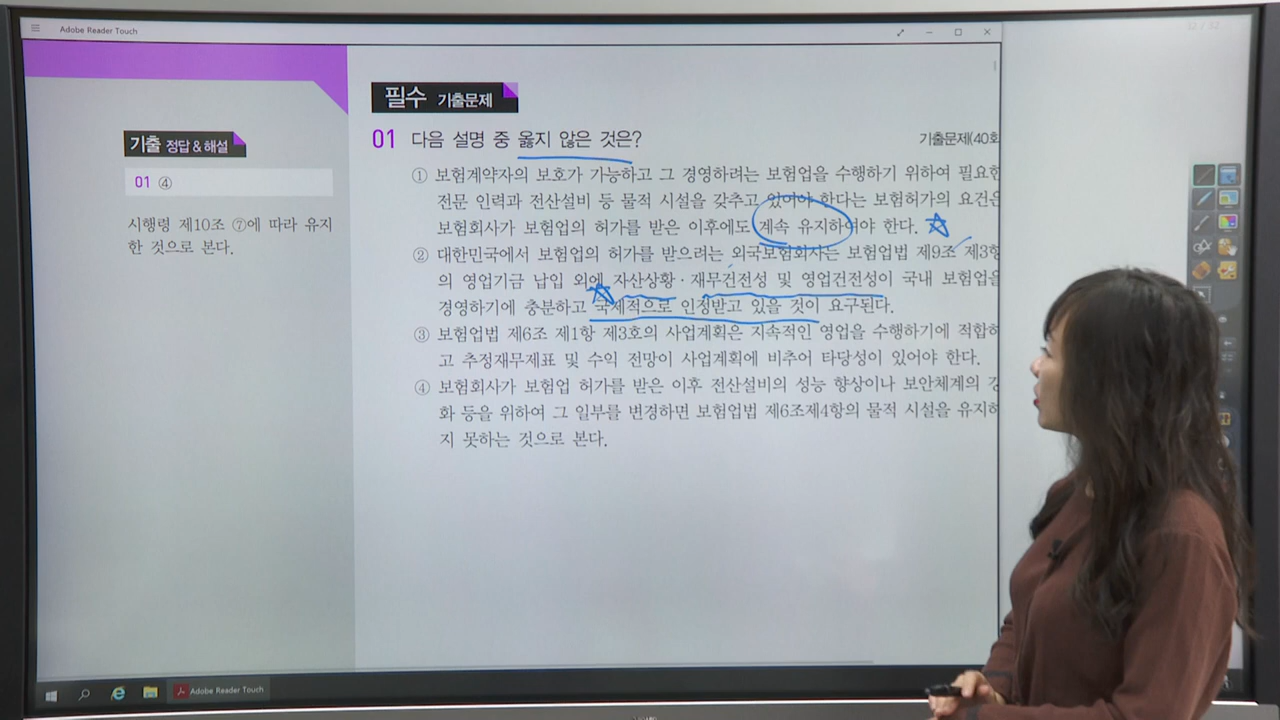 Adobe Reader Touch
필수 기출문제
기출 정답 & 해설
01 ④
시행령 제10조 ⑦에 따라 유지
한 것으로 본다.
01 다음 설명 중 옳지 않은 것은? 기출문제(40회
① 보험계약자의 보호가 가능하고 그 경영하려는 보험업을 수행하기 위하여 필요한
전문 인력과 전산설비 등 물적 시설을 갖추고 있어야 한다는 보험허가의 요건은
보험회사가 보험업의 허가를 받은 이후에도 계속 유지하여야 한다.
② 대한민국에서 보험업의 허가를 받으려는 외국보험회사는 보험업법 제9조 제3항
의 영업기금 납입 외에 자산상황·재무건전성 및 영업건전성이 국내 보험업을
경영하기에 충분하고 국제적으로 인정받고 있을 것이 요구된다.
③ 보험업법 제6조 제1항 제3호의 사업계획은 지속적인 영업을 수행하기에 적합하
고 추정재무제표 및 수익 전망이 사업계획에 비추어 타당성이 있어야 한다.
④ 보험회사가 보험업 허가를 받은 이후 전산설비의 성능 향상이나 보안체계의 강
화 등을 위하여 그 일부를 변경하면 보험업법 제6조제4항의 물적 시설을 유지하
지 못하는 것으로 본다.
Adobe Reader Touch